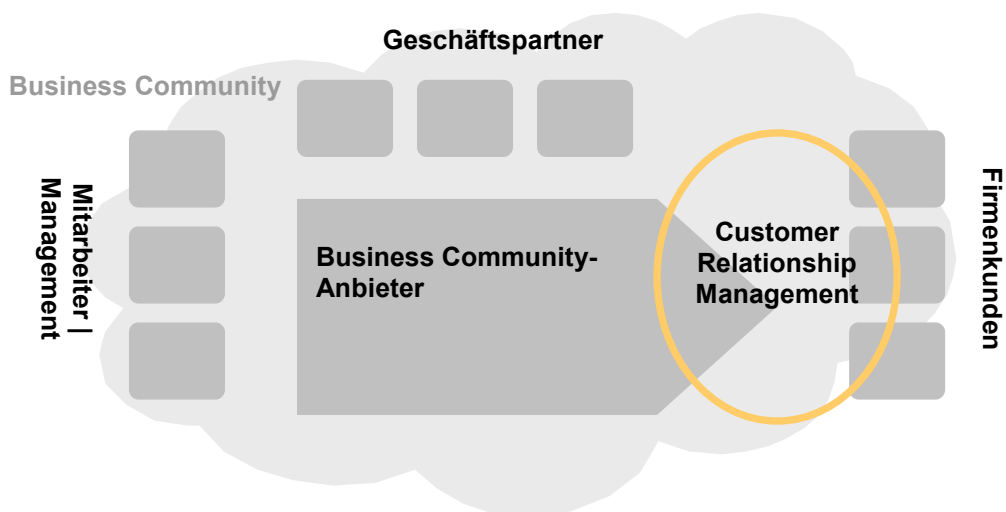 Geschäftspartner
Business Community
Mitarbeiter |
Management
Business Community-
Anbieter
Customer
Relationship
Management
Firmenkunden